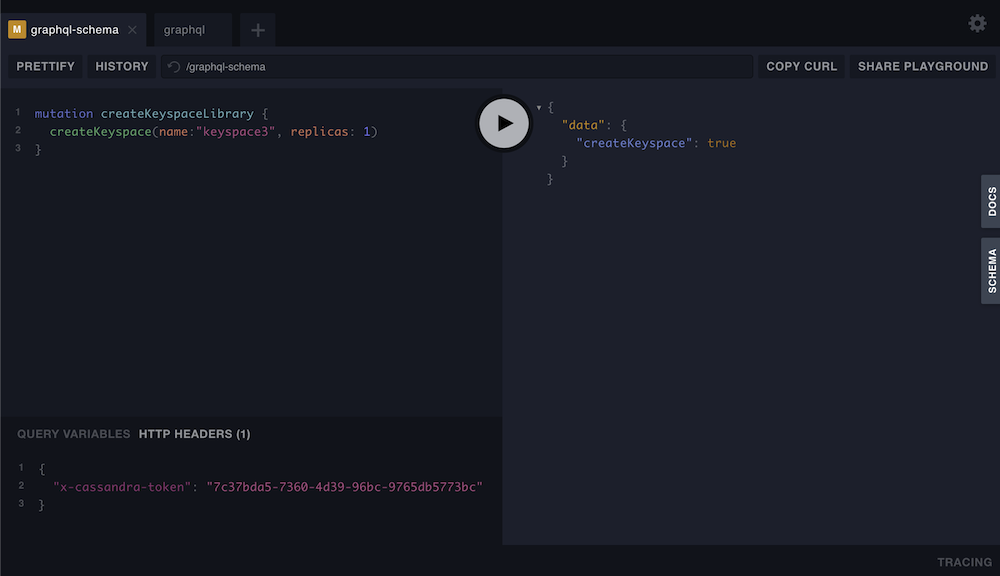 M graphql-schema
graphql
PRETTIFY HISTORY /graphql-schema COPY CURL SHARE PLAYGROUND
1 mutation createKeyspaceLibrary {
2 createKeyspace(name:"keyspace3", replicas: 1)
3 }
{
"data": {
"createKeyspace": true
}
}
DOCS
SCHEMA
QUERY VARIABLES HTTP HEADERS (1)
1 {
2 "x-cassandra-token": "7c37bda5-7360-4d39-96bc-9765db5773bc"
3 }
TRACING